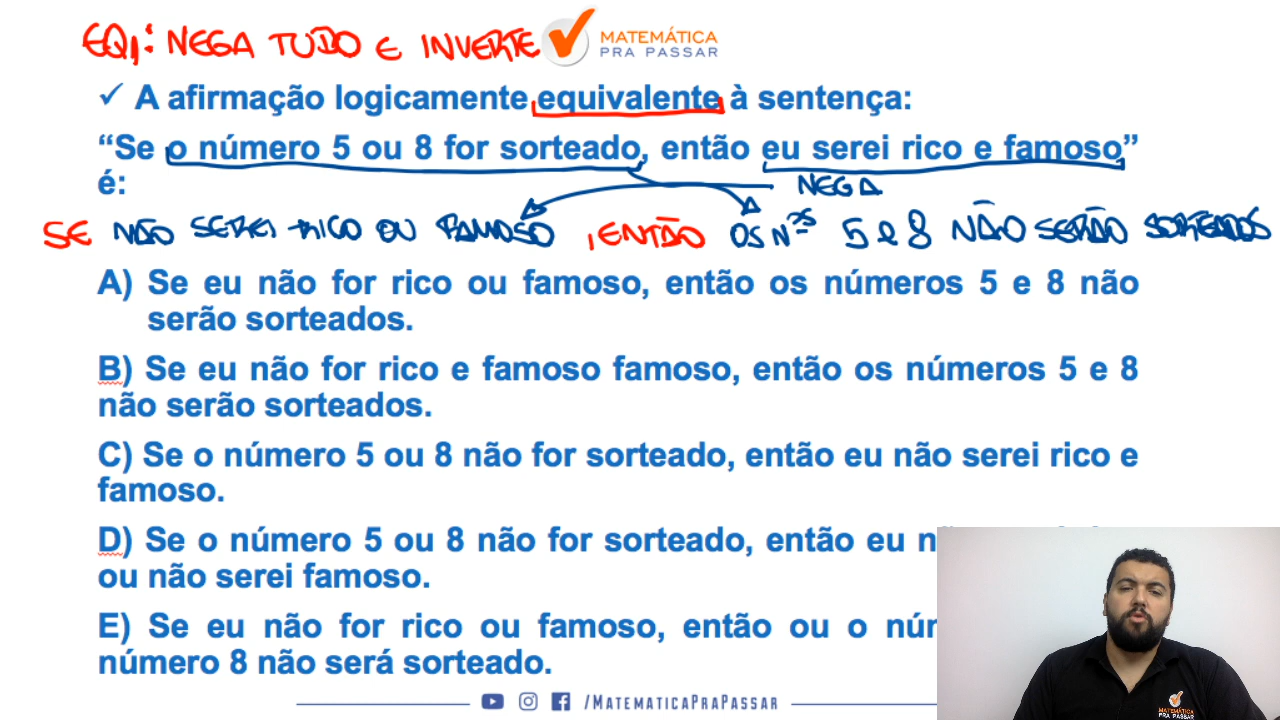 EQ1: NEGA TUDO E INVERTE
MATEMÁTICA
PRA PASSAR
✓ A afirmação logicamente equivalente à sentença:
“Se o número 5 ou 8 for sorteado, então eu serei rico e famoso”
é:
NEGA
SE NÃO SEREI RICO OU FAMOSO, ENTÃO OS Nºs 5 e 8 NÃO SERÃO SORTEADOS
A) Se eu não for rico ou famoso, então os números 5 e 8 não
serão sorteados.
B) Se eu não for rico e famoso famoso, então os números 5 e 8
não serão sorteados.
C) Se o número 5 ou 8 não for sorteado, então eu não serei rico e
famoso.
D) Se o número 5 ou 8 não for sorteado, então eu
ou não serei famoso.
E) Se eu não for rico ou famoso, então ou o
número 8 não será sorteado.
/MATEMATICAPRAPASSAR
MATEMÁTICA
PRA PASSAR